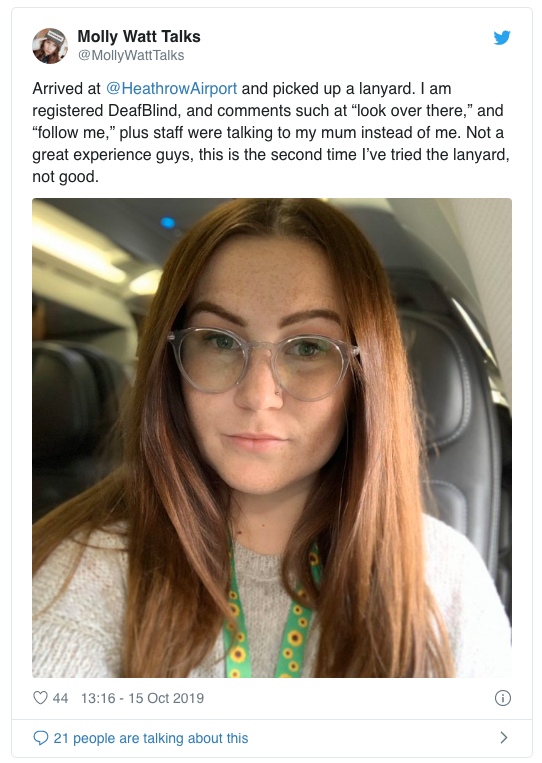 Molly Watt Talks
@MollyWattTalks
Arrived at @HeathrowAirport and picked up a lanyard. I am
registered DeafBlind, and comments such at “look over there,” and
“follow me,” plus staff were talking to my mum instead of me. Not a
great experience guys, this is the second time I’ve tried the lanyard,
not good.
44 13:16 - 15 Oct 2019
21 people are talking about this